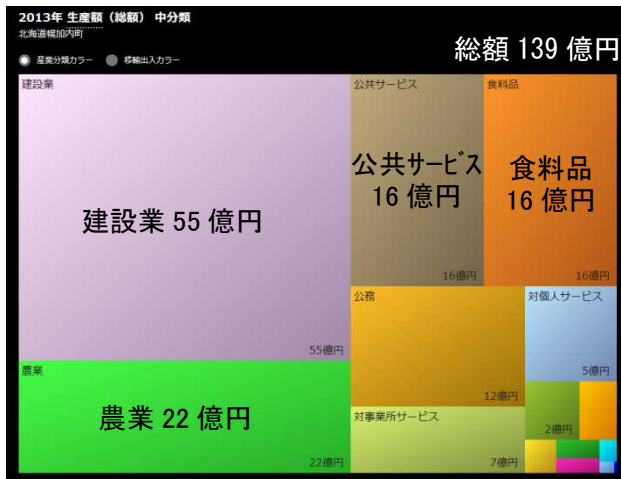 2013年 生産額（総額） 中分類
北海道幌加内町
産業分類カラー 移輸出入カラー
総額 139 億円
建設業
建設業 55 億円
55億円
公共サービス
公共サービス
16 億円
16億円
食料品
食料品
16 億円
16億円
農業
農業 22 億円
22億円
公務
12億円
対個人サービス
5億円
対事業所サービス
7億円
2億円